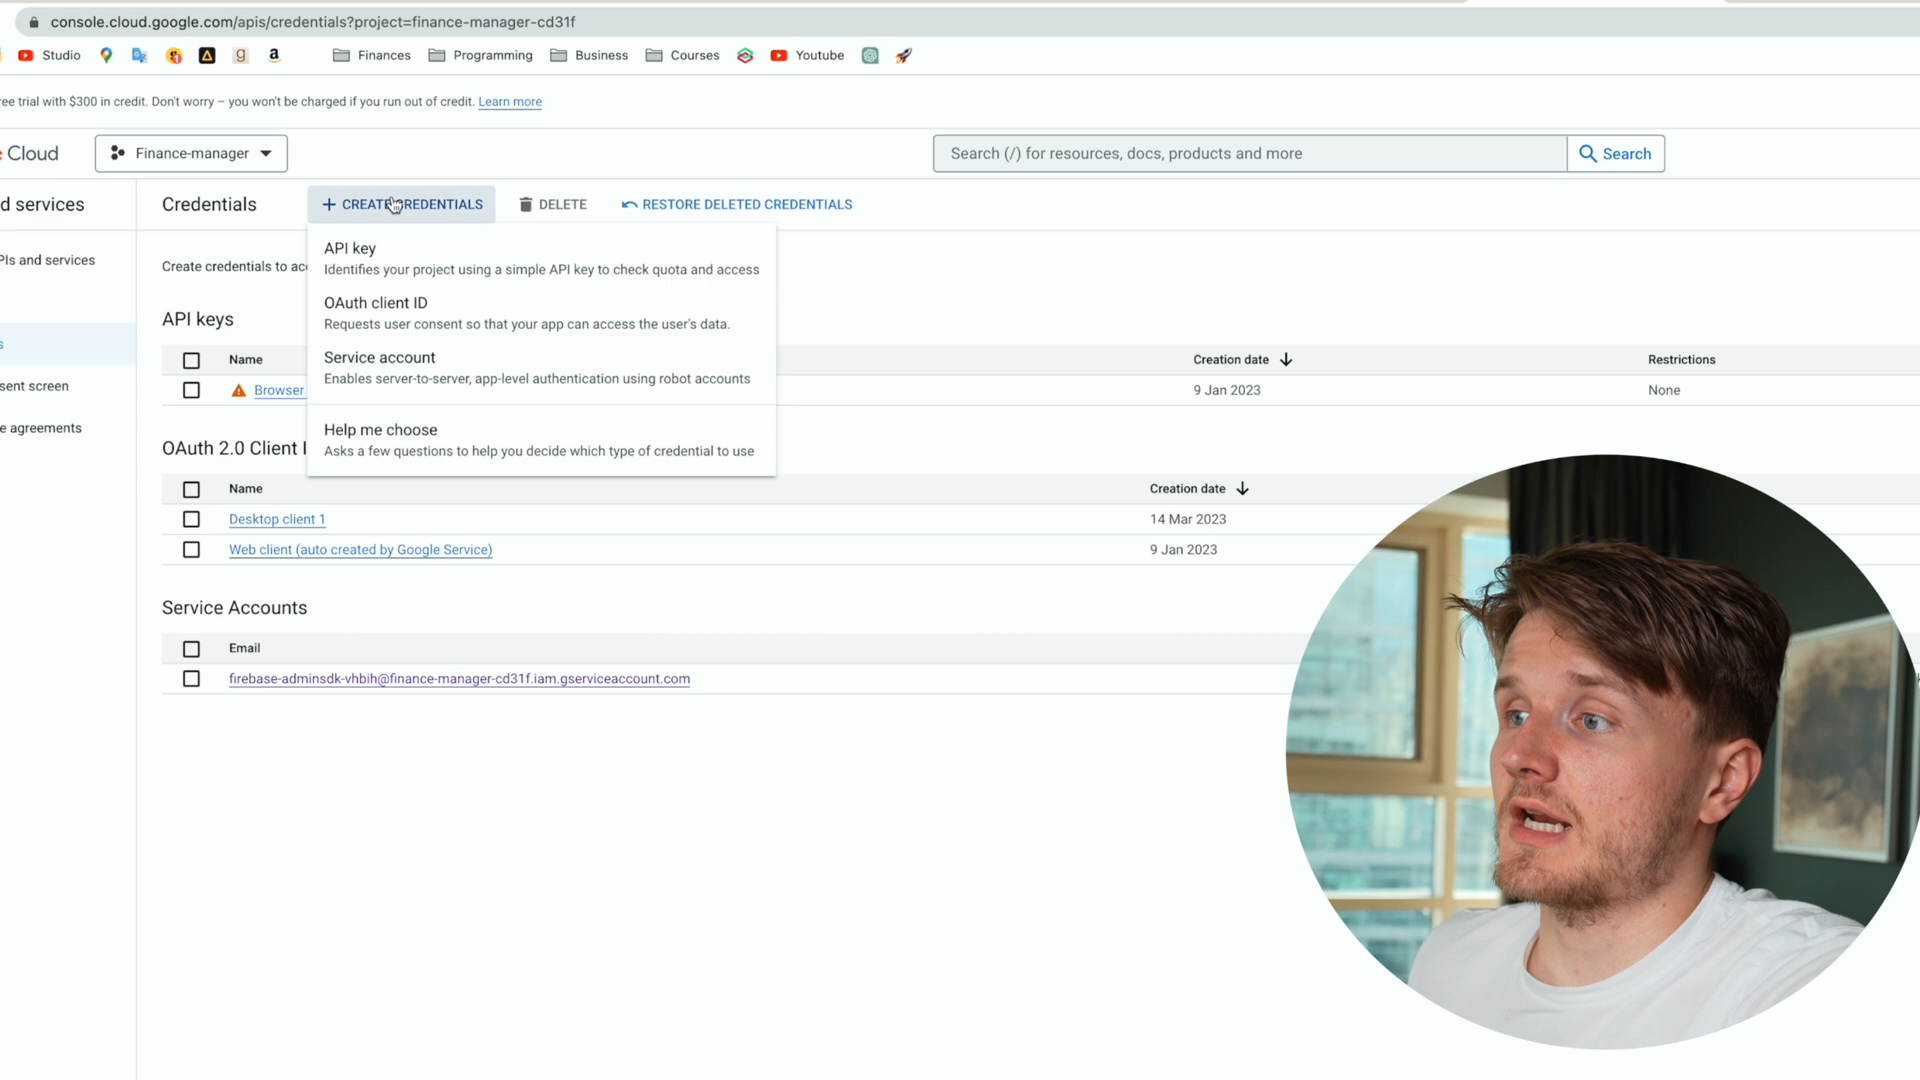 console.cloud.google.com/apis/credentials?project=finance-manager-cd31f
Studio
g
a
Finances
Programming
Business
Courses
Youtube
ree trial with $300 in credit. Don't worry – you won't be charged if you run out of credit. Learn more
Cloud
Finance-manager
Search (/) for resources, docs, products and more
Search
d services
Credentials
+ CREATE CREDENTIALS
DELETE
RESTORE DELETED CREDENTIALS
API key
Identifies your project using a simple API key to check quota and access
PIs and services
Create credentials to acc
OAuth client ID
Requests user consent so that your app can access the user's data.
API keys
s
Service account
Enables server-to-server, app-level authentication using robot accounts
Name
Creation date
Restrictions
sent screen
Browser
9 Jan 2023
None
e agreements
Help me choose
Asks a few questions to help you decide which type of credential to use
OAuth 2.0 Client I
Name
Creation date
Desktop client 1
14 Mar 2023
Web client (auto created by Google Service)
9 Jan 2023
Service Accounts
Email
firebase-adminsdk-vhbih@finance-manager-cd31f.iam.gserviceaccount.com